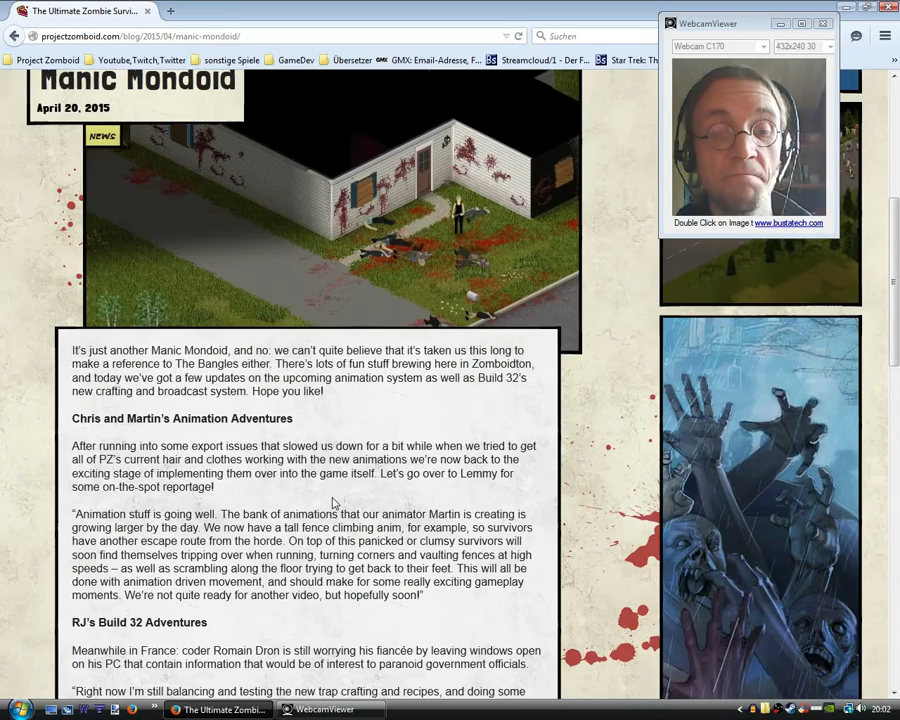 The Ultimate Zombie Survi...
projectzomboid.com/blog/2015/04/manic-mondoid/
Suchen
Project Zomboid
Youtube,Twitch,Twitter
sonstige Spiele
GameDev
Übersetzer
GMX: Email-Adresse, F...
Streamcloud/1 - Der F...
Star Trek: Th
WebcamViewer
Webcam C170
432x240 30
Double Click on Image t www.bustatech.com
Manic Mondoid
April 20, 2015
NEWS
It's just another Manic Mondoid, and no: we can't quite believe that it's taken us this long to
make a reference to The Bangles either. There's lots of fun stuff brewing here in Zomboidton,
and today we've got a few updates on the upcoming animation system as well as Build 32's
new crafting and broadcast system. Hope you like!
Chris and Martin's Animation Adventures
After running into some export issues that slowed us down for a bit while when we tried to get
all of PZ's current hair and clothes working with the new animations we're now back to the
exciting stage of implementing them over into the game itself. Let's go over to Lemmy for
some on-the-spot reportage!
“Animation stuff is going well. The bank of animations that our animator Martin is creating is
growing larger by the day. We now have a tall fence climbing anim, for example, so survivors
have another escape route from the horde. On top of this panicked or clumsy survivors will
soon find themselves tripping over when running, turning corners and vaulting fences at high
speeds – as well as scrambling along the floor trying to get back to their feet. This will all be
done with animation driven movement, and should make for some really exciting gameplay
moments. We're not quite ready for another video, but hopefully soon!”
RJ's Build 32 Adventures
Meanwhile in France: coder Romain Dron is still worrying his fiancée by leaving windows open
on his PC that contain information that would be of interest to paranoid government officials.
“Right now I'm still balancing and testing the new trap crafting and recipes, and doing some
The Ultimate Zombi...
WebcamViewer
20:02